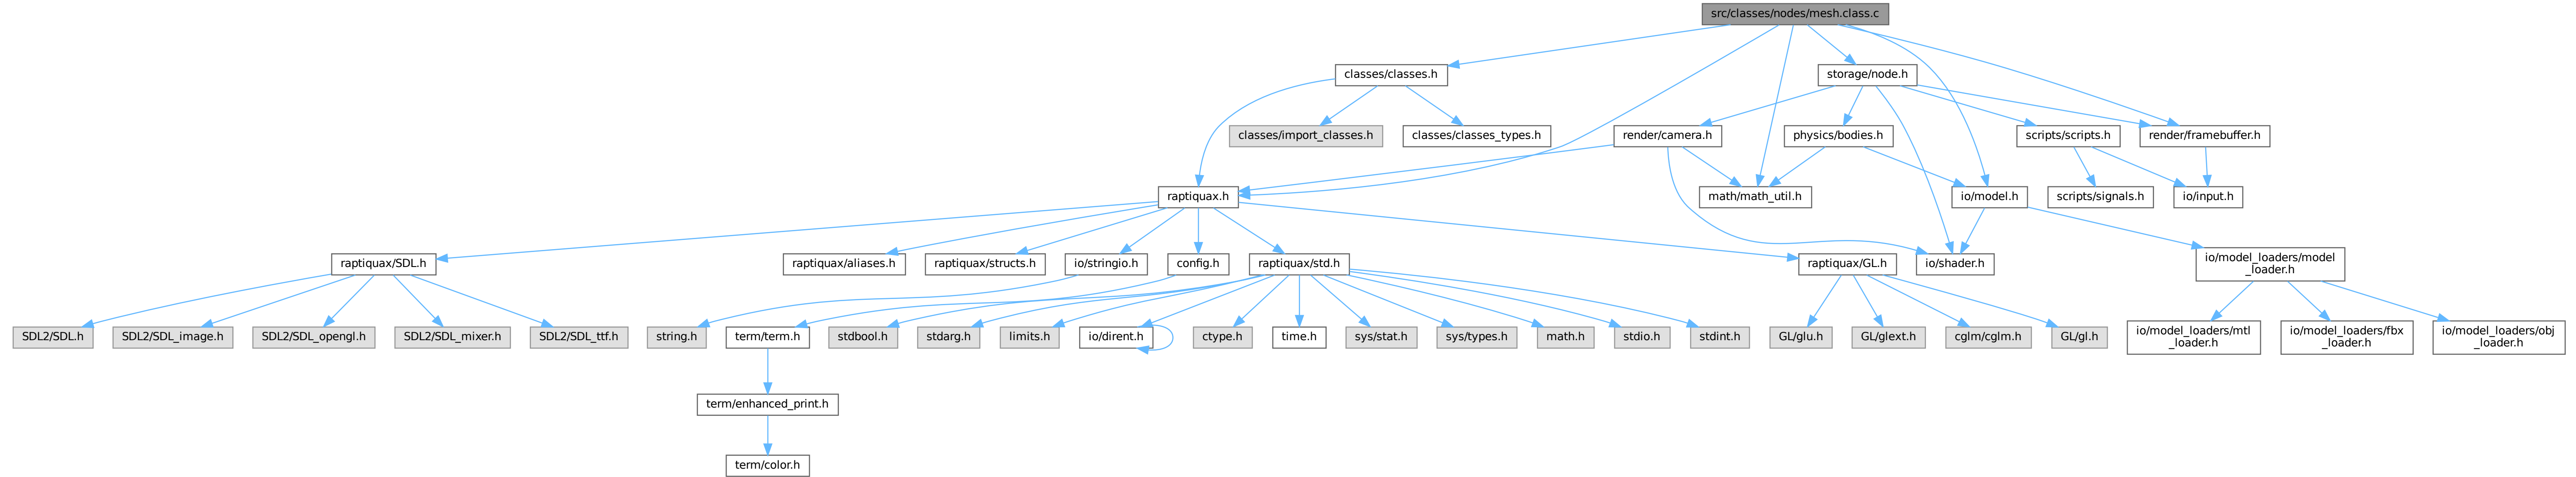 src/classes/nodes/mesh.class.c
classes/classes.h
storage/node.h
classes/import_classes.h
classes/classes_types.h
render/camera.h
physics/bodies.h
scripts/scripts.h
render/framebuffer.h
raptiquax.h
math/math_util.h
io/model.h
scripts/signals.h
io/input.h
raptiquax/SDL.h
raptiquax/aliases.h
raptiquax/structs.h
io/stringio.h
config.h
raptiquax/std.h
raptiquax/GL.h
io/shader.h
io/model_loaders/model
_loader.h
SDL2/SDL.h
SDL2/SDL_image.h
SDL2/SDL_opengl.h
SDL2/SDL_mixer.h
SDL2/SDL_ttf.h
string.h
term/term.h
stdbool.h
stdarg.h
limits.h
io/dirent.h
ctype.h
time.h
sys/stat.h
sys/types.h
math.h
stdio.h
stdint.h
GL/glu.h
GL/glext.h
cglm/cglm.h
GL/gl.h
io/model_loaders/mtl
_loader.h
io/model_loaders/fbx
_loader.h
io/model_loaders/obj
_loader.h
term/enhanced_print.h
term/color.h